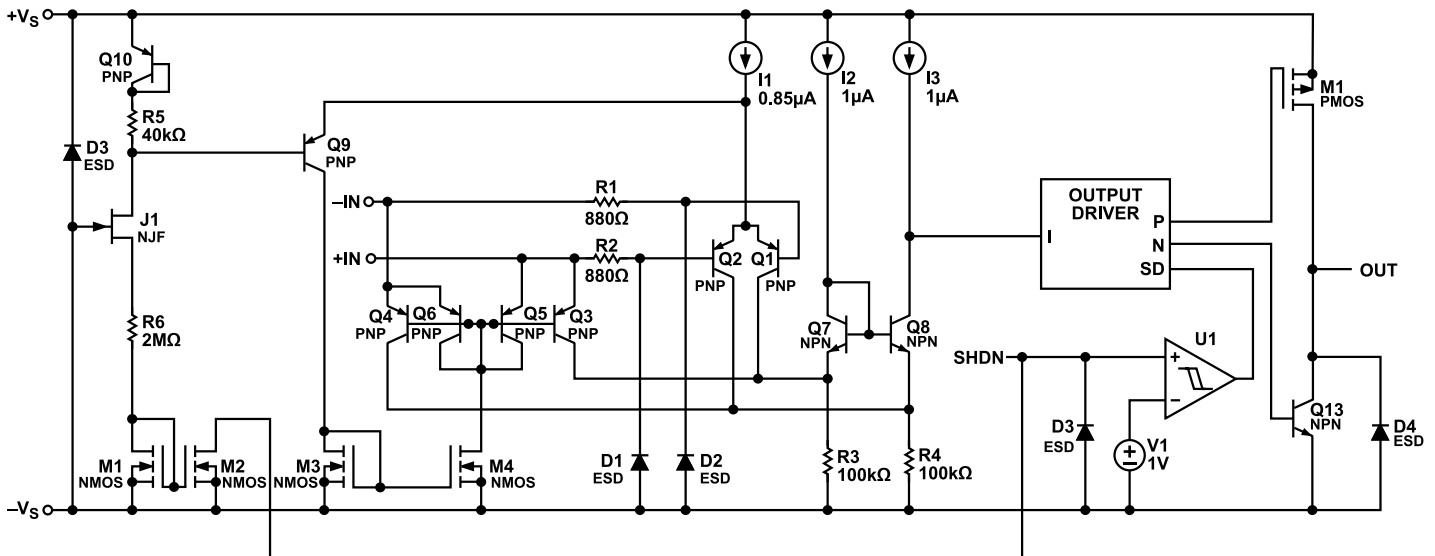 +VS
Q10
PNP
R5
40kΩ
D3
ESD
J1
NJF
R6
2MΩ
M1
NMOS
M2
NMOS
–VS
Q9
PNP
–IN
+IN
R1
880Ω
R2
880Ω
Q4
PNP
Q6
PNP
Q5
PNP
Q3
PNP
M3
NMOS
M4
NMOS
D1
ESD
D2
ESD
I1
0.85µA
I2
1µA
I3
1µA
Q2
PNP
Q1
PNP
Q7
NPN
Q8
NPN
R3
100kΩ
R4
100kΩ
OUTPUT
DRIVER
I
P
N
SD
M1
PMOS
OUT
SHDN
U1
+
–
D3
ESD
V1
1V
+
–
Q13
NPN
D4
ESD